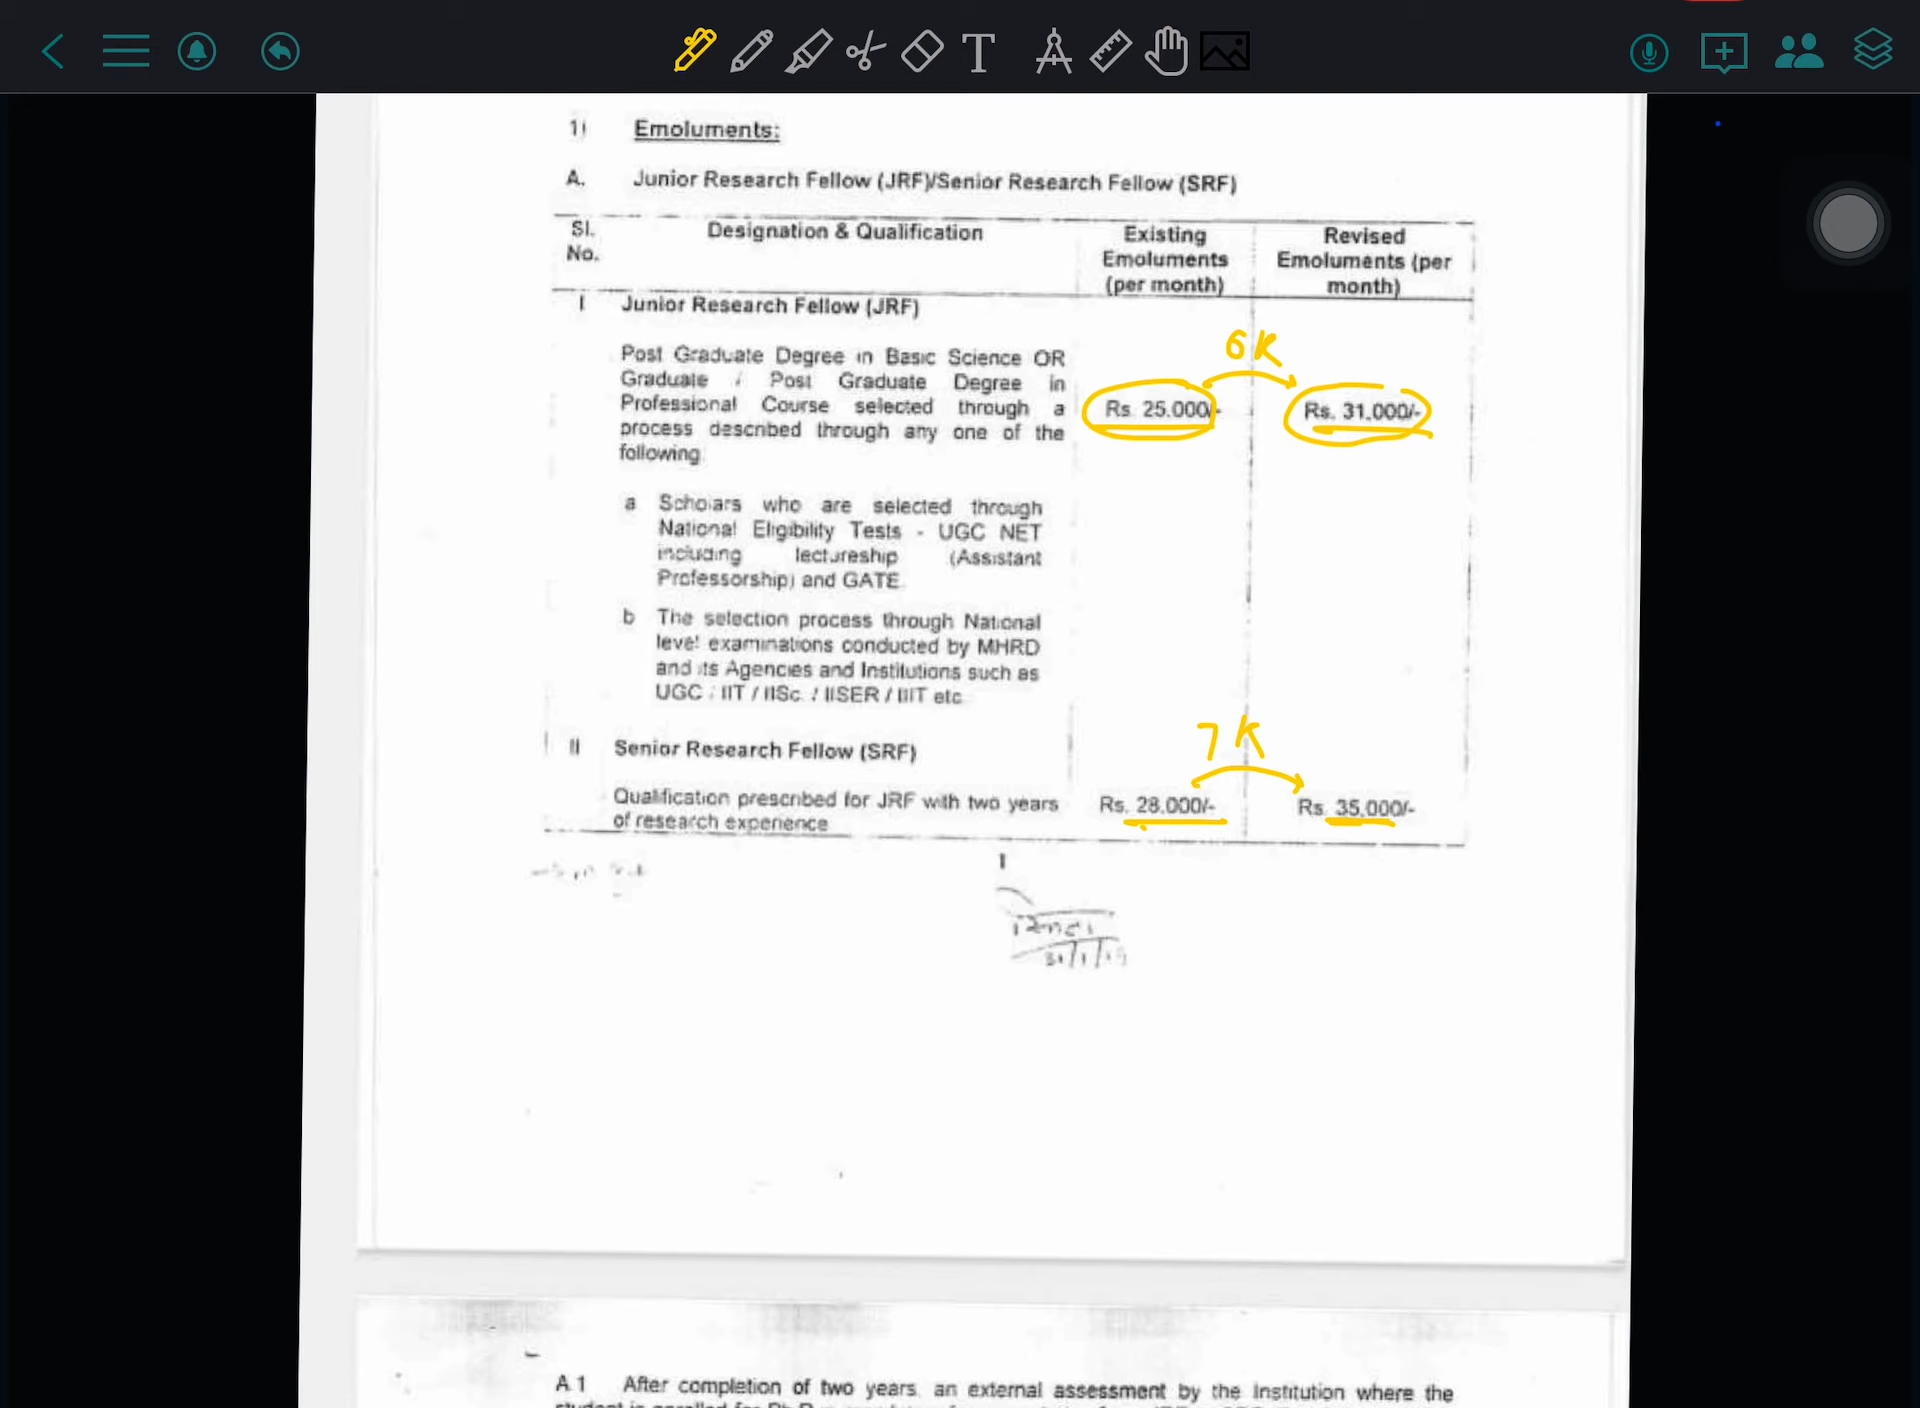 1) Emoluments:
A. Junior Research Fellow (JRF)/Senior Research Fellow (SRF)
Sl. No. Designation & Qualification Existing Emoluments (per month) Revised Emoluments (per month)
I Junior Research Fellow (JRF)
6K
Post Graduate Degree in Basic Science OR
Graduate / Post Graduate Degree in
Professional Course selected through a Rs. 25,000/- Rs. 31,000/-
process described through any one of the
following
a Scholars who are selected through
National Eligibility Tests - UGC NET
including lectureship (Assistant
Professorship) and GATE
b The selection process through National
level examinations conducted by MHRD
and its Agencies and Institutions such as
UGC / IIT / IISc. / IISER / IIIT etc
7K
II Senior Research Fellow (SRF)
Qualification prescribed for JRF with two years Rs. 28,000/- Rs. 35,000/-
of research experience
1
31/1/19
A.1 After completion of two years, an external assessment by the Institution where the